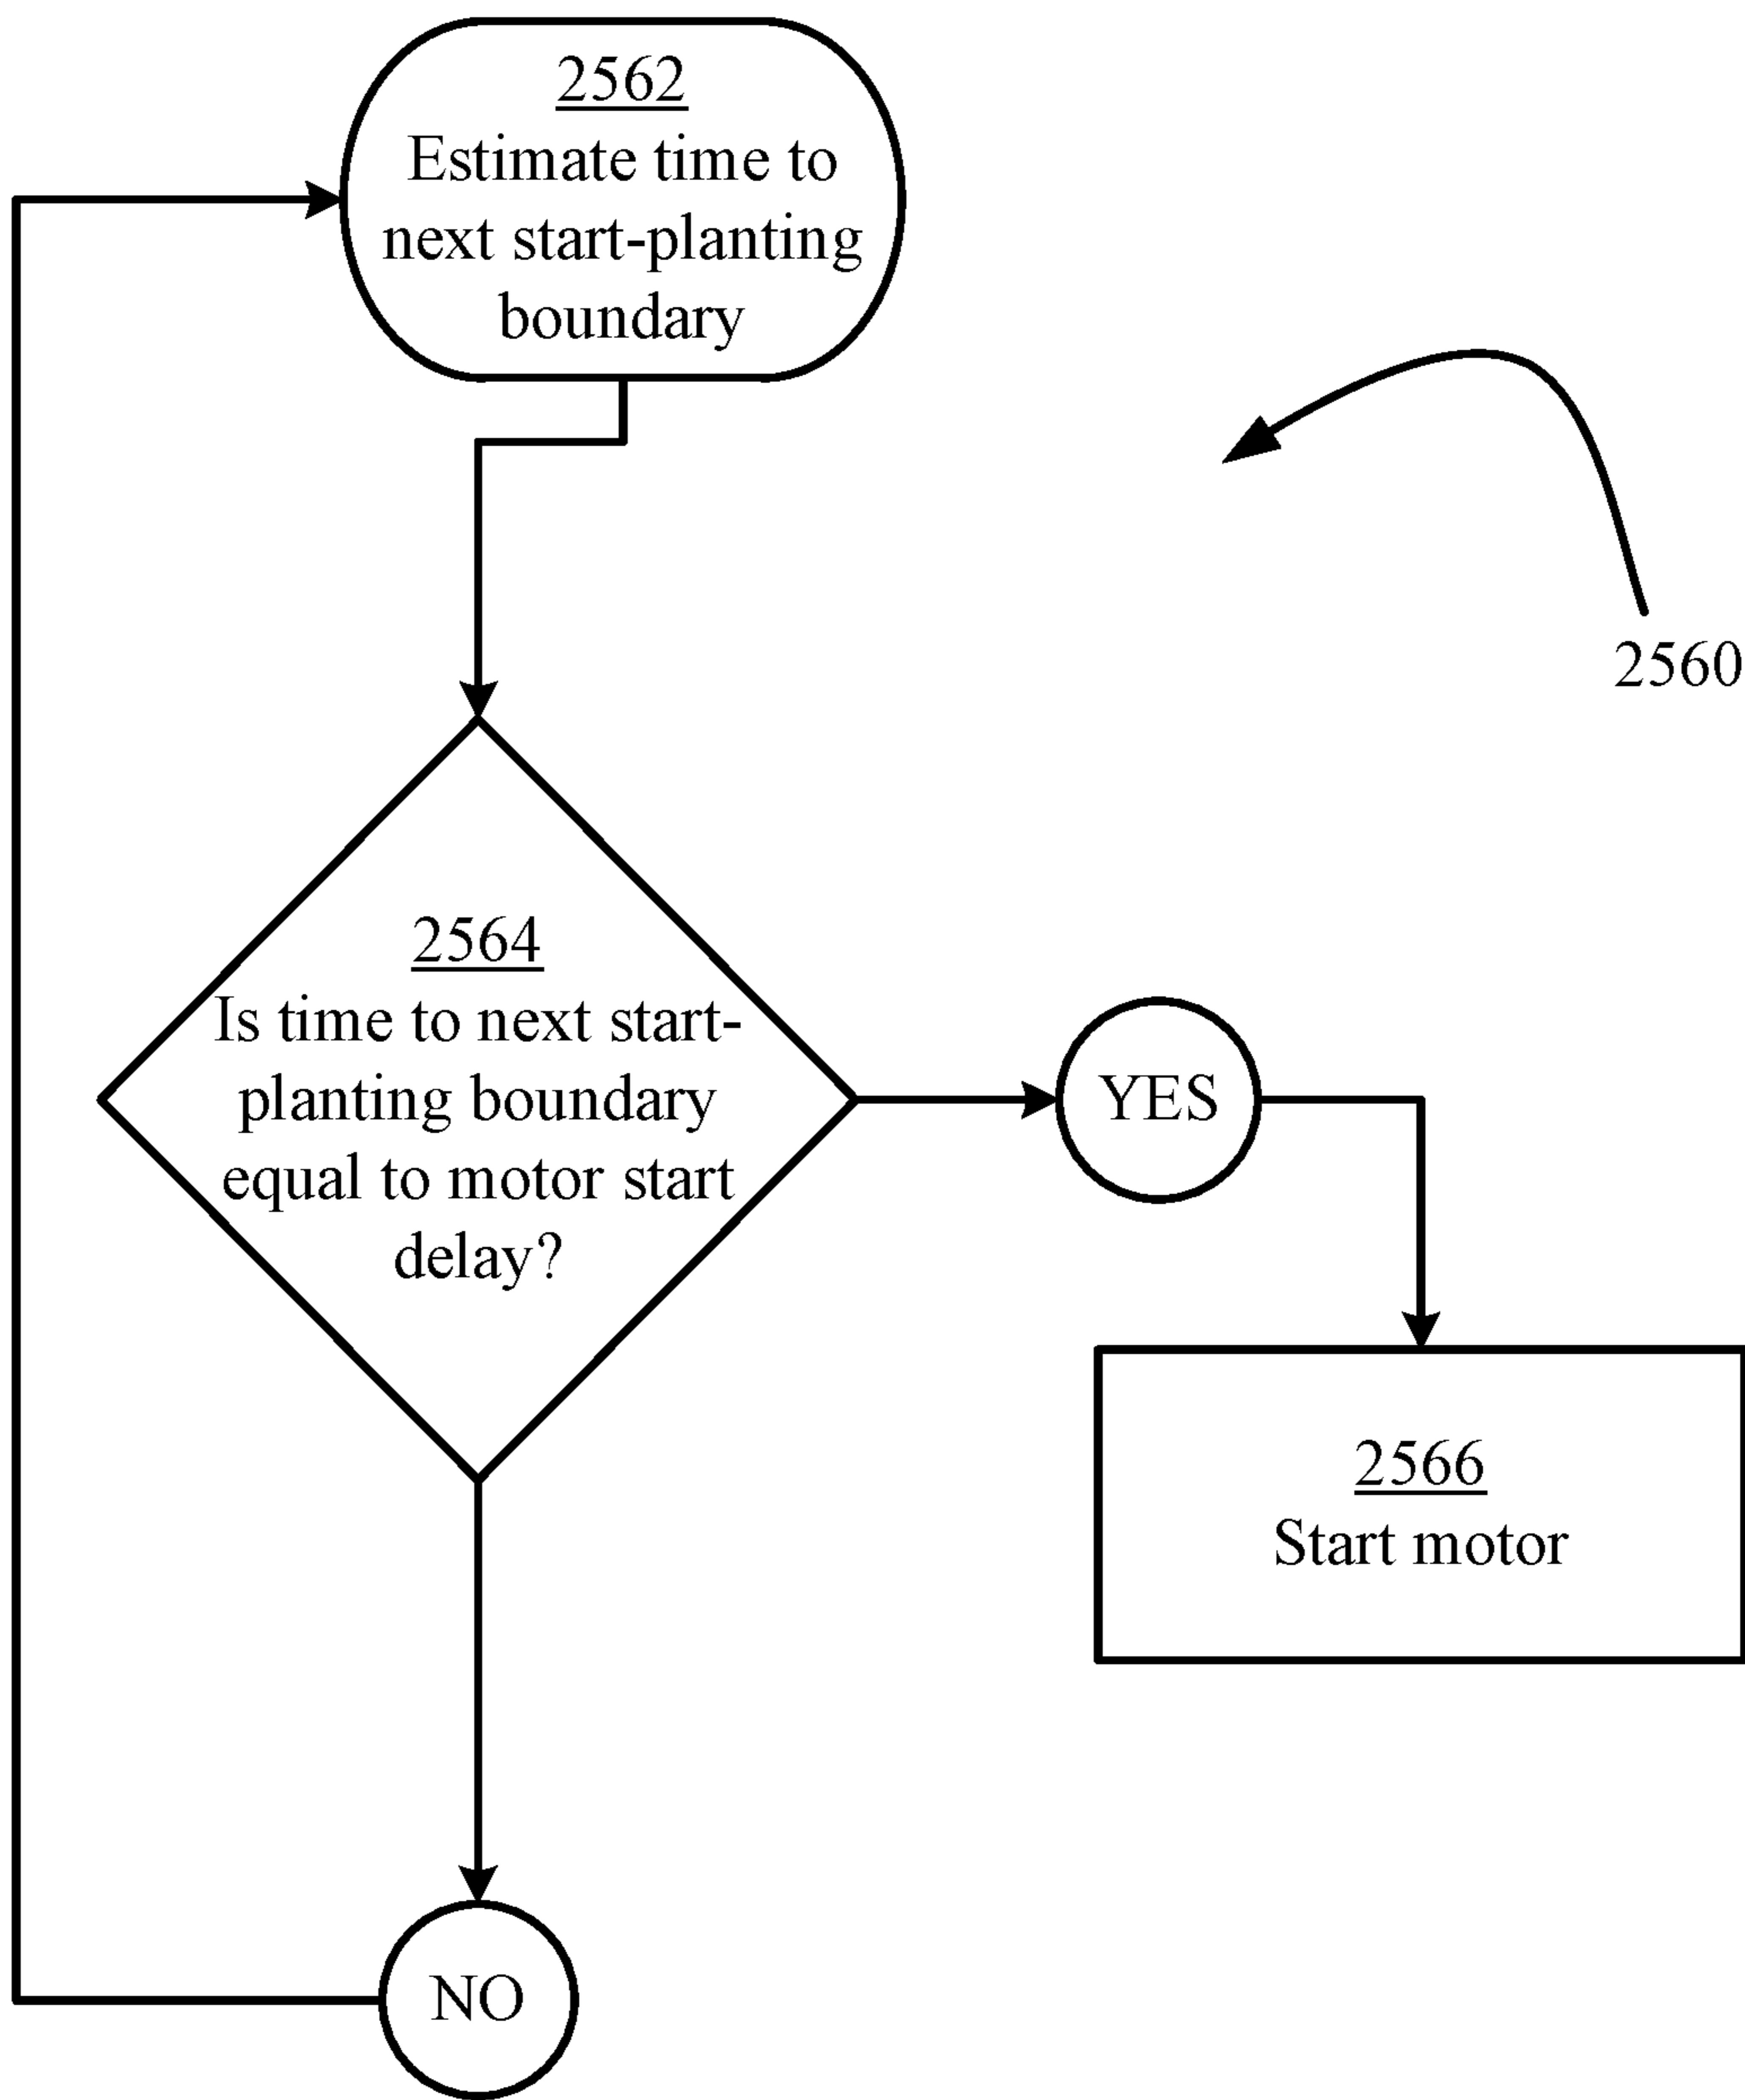 2562
Estimate time to
next start-planting
boundary
2560
2564
Is time to next start-
planting boundary
equal to motor start
delay?
YES
2566
Start motor
NO